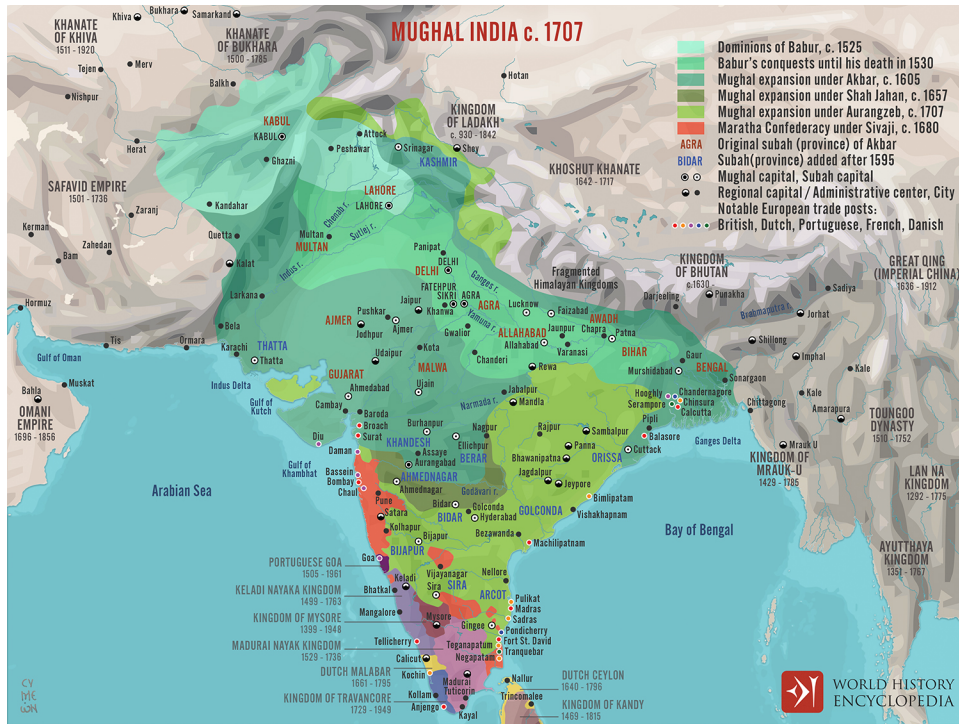 MUGHAL INDIA c. 1707
Dominions of Babur, c. 1525
Babur's conquests until his death in 1530
Mughal expansion under Akbar, c. 1605
Mughal expansion under Shah Jahan, c. 1657
Mughal expansion under Aurangzeb, c. 1707
Maratha Confederacy under Sivaji, c. 1680
AGRA Original subah (province) of Akbar
BIDAR Subah(province) added after 1595
Mughal capital, Subah capital
Regional capital / Administrative center, City
Notable European trade posts:
British, Dutch, Portuguese, French, Danish
KHANATE
OF KHIVA
1511 - 1920
Khiva
Bukhara
Samarkand
KHANATE
OF BUKHARA
1500 - 1785
Tejen
Merv
Nishpur
Balkh
Hotan
Herat
KABUL
KABUL
Ghazni
Attock
Peshawar
Srinagar
KASHMIR
KINGDOM
OF LADAKH
c. 930 - 1842
Shey
KHOSHUT KHANATE
1642 - 1717
SAFAVID EMPIRE
1501 - 1736
Zaranj
Kerman
Zahedan
Bam
Kandahar
Quetta
Kalat
LAHORE
LAHORE
Chenab r.
Sutlej r.
Multan
MULTAN
Indus r.
Panipat
DELHI
DELHI
FATEHPUR
SIKRI
AGRA
AGRA
Ganges r.
Yamuna r.
Fragmented
Himalayan Kingdoms
KINGDOM
OF BHUTAN
c.1630 -
Punakha
Darjeeling
GREAT QING
(IMPERIAL CHINA)
1636 - 1912
Sadiya
Brahmaputra r.
Jorhat
Shillong
Imphal
Kale
Kale
Amarapura
Hormuz
Larkana
Bela
Karachi
THATTA
Thatta
Tis
Ormara
Gulf of Oman
Muskat
Bahla
OMANI
EMPIRE
1696 - 1856
Indus Delta
Gulf of
Kutch
AJMER
Pushkar
Ajmer
Jaipur
Khanwa
Jodhpur
Udaipur
Kota
Gwalior
Chanderi
Lucknow
Faizabad
AWADH
ALLAHABAD
Allahabad
Jaunpur
Varanasi
Chapra
Patna
BIHAR
Rewa
Gaur
Murshidabad
BENGAL
Sonargaon
Hooghly
Chandernagore
Serampore
Chinsura
Calcutta
Chittagong
Pipli
Balasore
Ganges Delta
GUJARAT
Ahmedabad
Cambay
MALWA
Ujain
Narmada r.
Jabalpur
Mandla
Baroda
Broach
Surat
Diu
Daman
Gulf of
Khambhat
Burhanpur
KHANDESH
Assaye
Aurangabad
Ellichpur
BERAR
Nagpur
Rajpur
Sambalpur
Panna
Bhawanipatna
ORISSA
Cuttack
Jagdalpur
Jeypore
Bimlipatam
Vishakhapnam
AHMEDNAGAR
Ahmednagar
Godāvari r.
Bassein
Bombay
Chaul
Pune
Satara
Kolhapur
Bidar
BIDAR
Golconda
Hyderabad
GOLCONDA
Bezawanda
Machilipatnam
Bijapur
BIJAPUR
Goa
PORTUGUESE GOA
1505 - 1961
Vijayanagar
Keladi
Sira
SIRA
Nellore
ARCOT
KELADI NAYAKA KINGDOM
1499 - 1763
Bhatkal
Mangalore
KINGDOM OF MYSORE
1399 - 1948
Mysore
Gingee
Pulikat
Madras
Sadras
Pondicherry
Fort St. David
Tranquebar
Teganapatum
Negapatam
MADURAI NAYAK KINGDOM
1529 - 1736
Tellicherry
Calicut
DUTCH MALABAR
1661 - 1795
Kochin
Madurai
Tuticorin
KINGDOM OF TRAVANCORE
1729 - 1949
Kollam
Anjengo
Kayal
Nallur
Trincomalee
DUTCH CEYLON
1640 - 1796
KINGDOM OF KANDY
1469 - 1815
Arabian Sea
Bay of Bengal
Mrauk U
KINGDOM OF
MRAUK-U
1429 - 1785
TOUNGOO
DYNASTY
1510 - 1752
LAN NA
KINGDOM
1292 - 1775
AYUTTHAYA
KINGDOM
1351 - 1767
WORLD HISTORY
ENCYCLOPEDIA